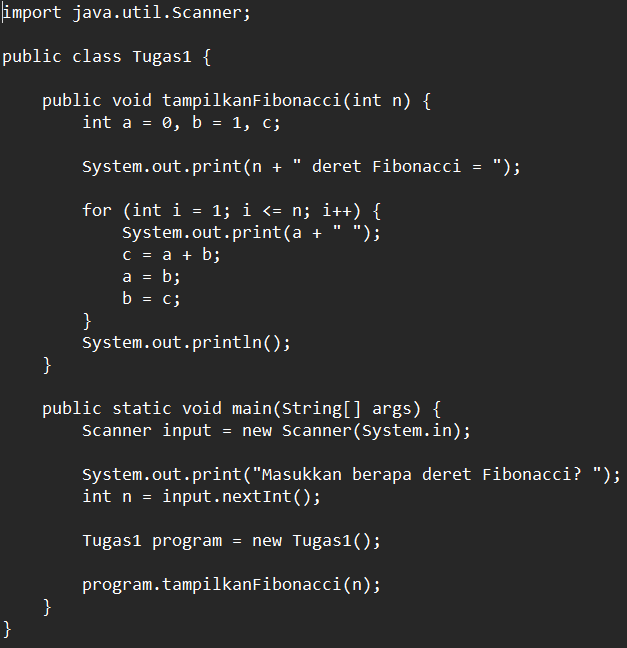 import java.util.Scanner;

public class Tugas1 {

    public void tampilkanFibonacci(int n) {
        int a = 0, b = 1, c;

        System.out.print(n + " deret Fibonacci = ");

        for (int i = 1; i <= n; i++) {
            System.out.print(a + " ");
            c = a + b;
            a = b;
            b = c;
        }
        System.out.println();
    }

    public static void main(String[] args) {
        Scanner input = new Scanner(System.in);

        System.out.print("Masukkan berapa deret Fibonacci? ");
        int n = input.nextInt();

        Tugas1 program = new Tugas1();

        program.tampilkanFibonacci(n);
    }
}